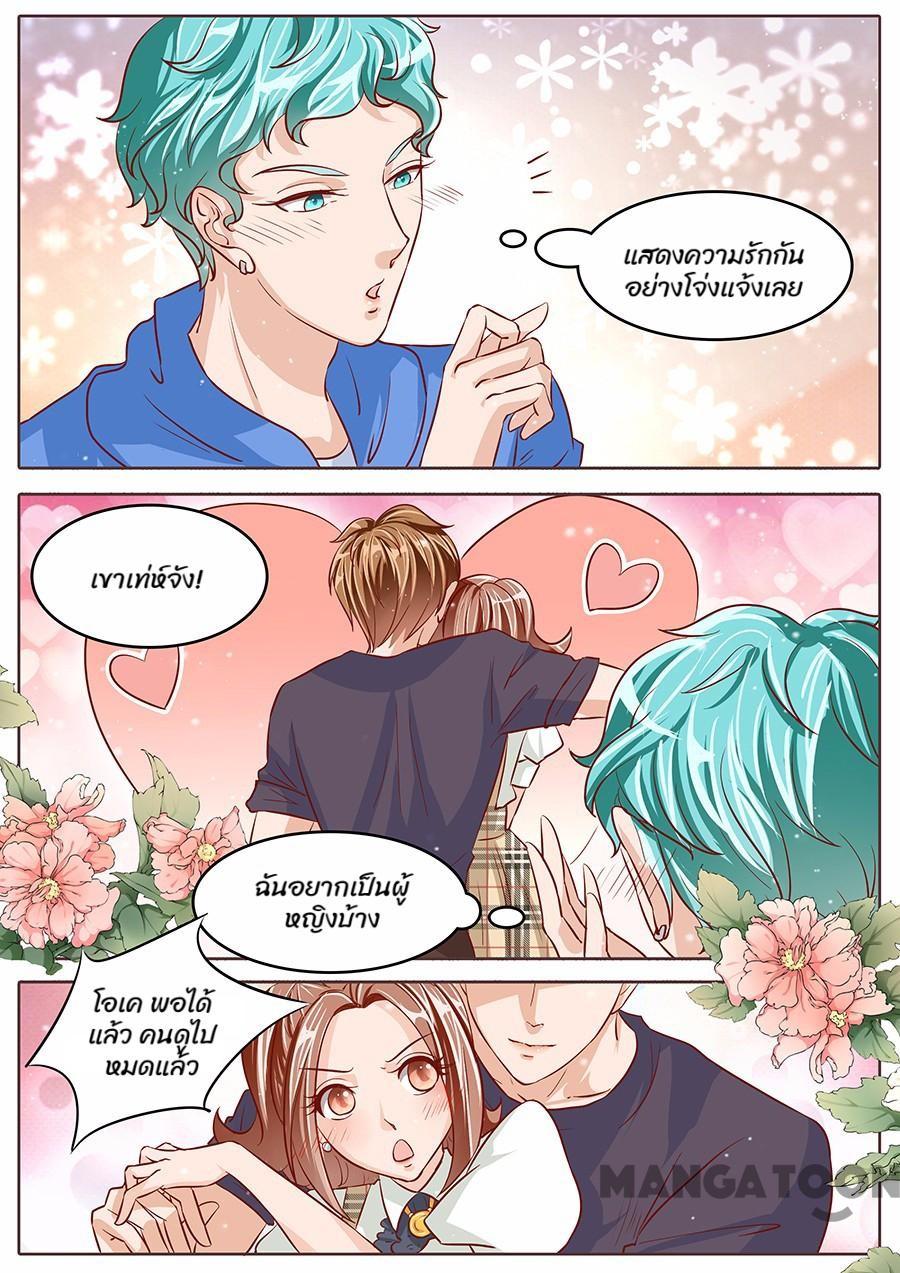 แสดงความรักกัน
อย่างโจ่งแจ้งเลย
เขาเท่ห์จัง!
ฉันอยากเป็นผู้
หญิงบ้าง
โอเค พอได้
แล้ว คนดูไป
หมดแล้ว
MANGATOON